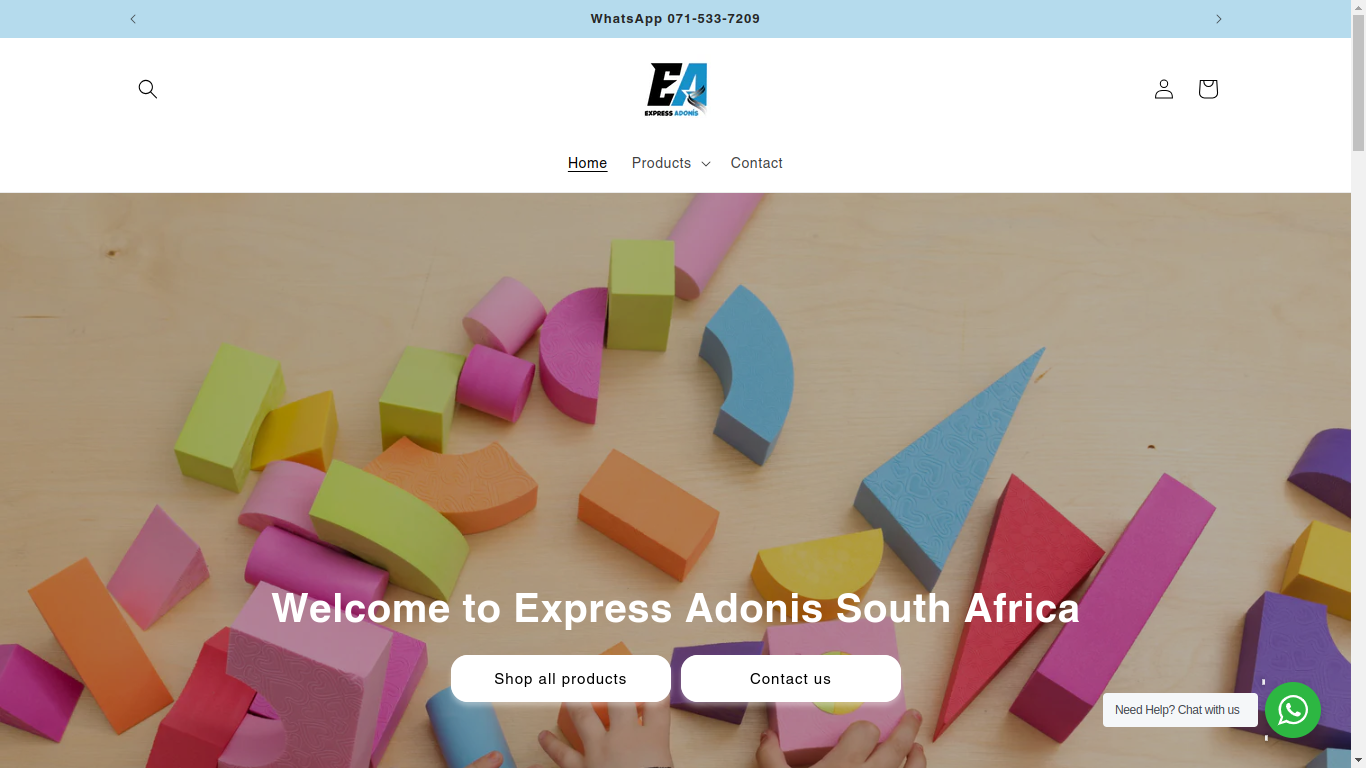 WhatsApp 071-533-7209
EA
EXPRESS ADONIS
Home Products Contact
Welcome to Express Adonis South Africa
Shop all products Contact us
Need Help? Chat with us